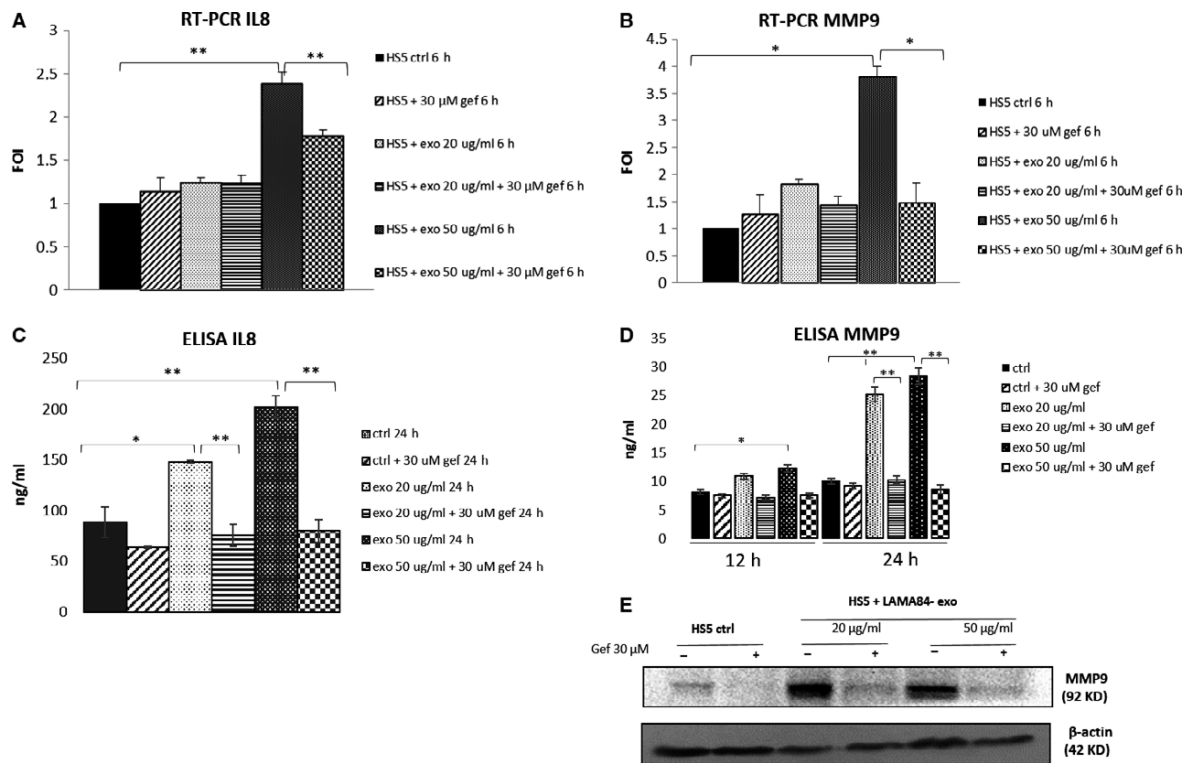 A
RT-PCR IL8
FOI
3
2.5
2
1.5
1
0.5
0
**
**
HS5 ctrl 6 h
HS5 + 30 µM gef 6 h
HS5 + exo 20 ug/ml 6 h
HS5 + exo 20 ug/ml + 30 µM gef 6 h
HS5 + exo 50 ug/ml 6 h
HS5 + exo 50 ug/ml + 30 µM gef 6 h
B
RT-PCR MMP9
FOI
4.5
4
3.5
3
2.5
2
1.5
1
0.5
0
*
*
HS5 ctrl 6 h
HS5 + 30 uM gef 6 h
HS5 + exo 20 ug/ml 6 h
HS5 + exo 20 ug/ml + 30uM gef 6 h
HS5 + exo 50 ug/ml 6 h
HS5 + exo 50 ug/ml + 30uM gef 6 h
C
ELISA IL8
ng/ml
250
200
150
100
50
0
**
**
*
**
ctrl 24 h
ctrl + 30 uM gef 24 h
exo 20 ug/ml 24 h
exo 20 ug/ml + 30 uM gef 24 h
exo 50 ug/ml 24 h
exo 50 ug/ml + 30 uM gef 24 h
D
ELISA MMP9
ng/ml
35
30
25
20
15
10
5
0
*
**
**
**
12 h
24 h
ctrl
ctrl + 30 uM gef
exo 20 ug/ml
exo 20 ug/ml + 30 uM gef
exo 50 ug/ml
exo 50 ug/ml + 30 uM gef
E
HS5 + LAMA84- exo
HS5 ctrl
20 µg/ml
50 µg/ml
Gef 30 µM
– + – + – +
MMP9
(92 KD)
β-actin
(42 KD)